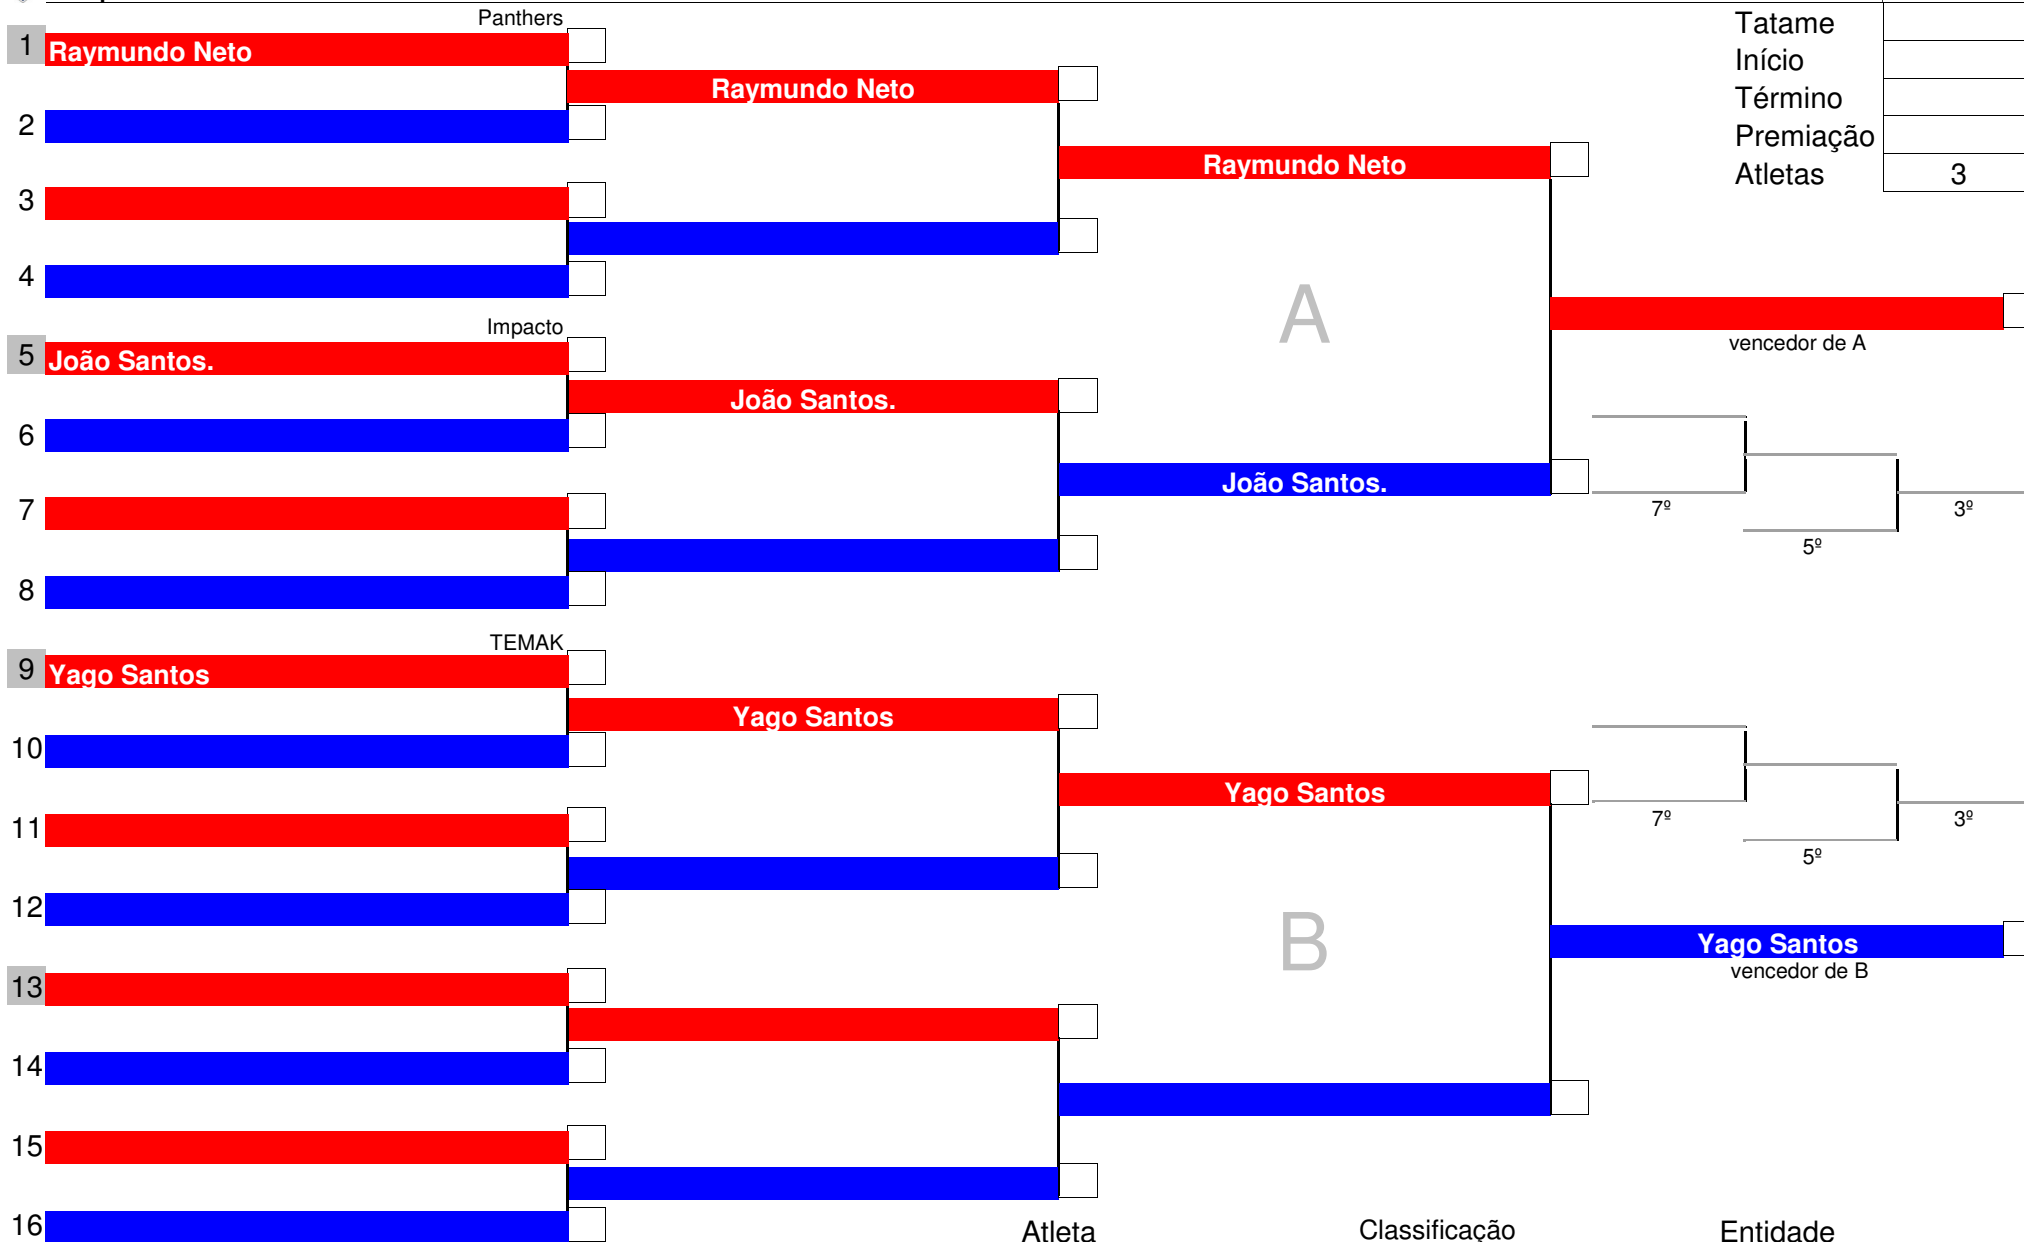 Panthers
1 Raymundo Neto
Raymundo Neto
2
Raymundo Neto
3
4
Tatame
Início
Término
Premiação
Atletas 3
A
vencedor de A
Impacto
5 João Santos.
João Santos.
6
João Santos.
7
8
7º
5º
3º
TEMAK
9 Yago Santos
Yago Santos
10
Yago Santos
11
12
7º
5º
3º
B
Yago Santos
vencedor de B
13
14
15
16
Atleta Classificação Entidade